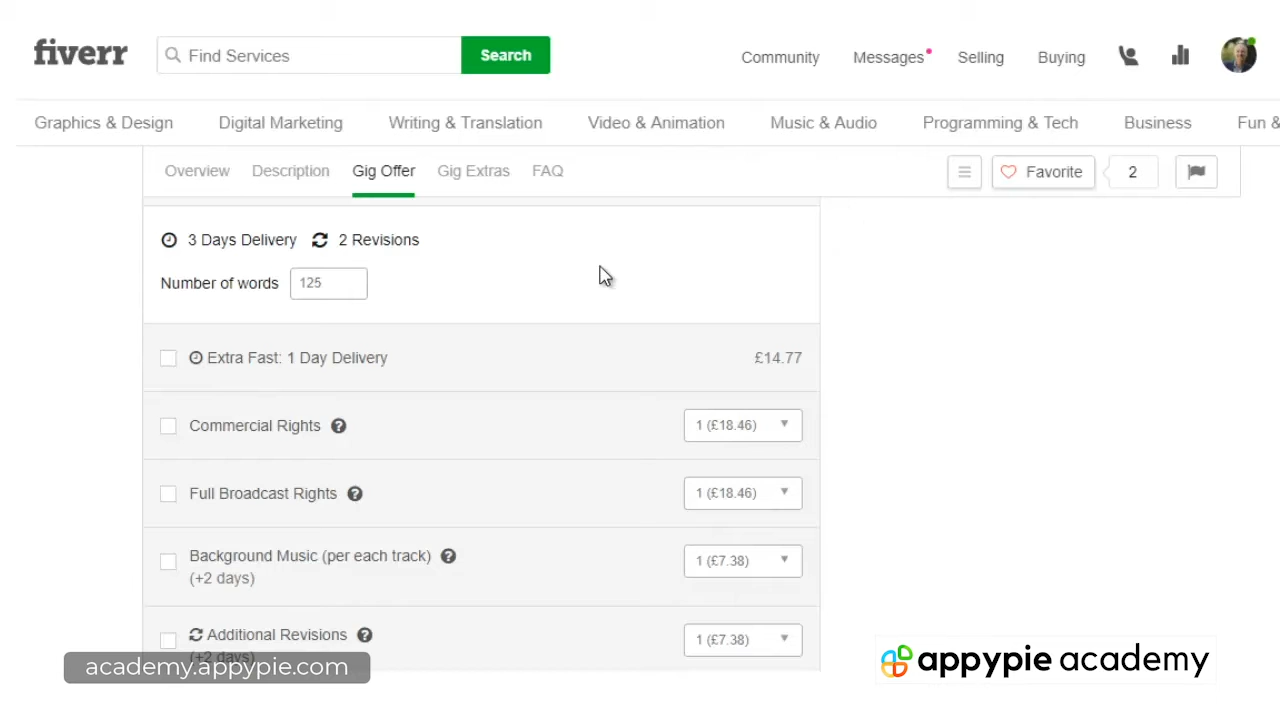 fiverr
Find Services
Search
Community
Messages
Selling
Buying
Graphics & Design
Digital Marketing
Writing & Translation
Video & Animation
Music & Audio
Programming & Tech
Business
Fun &
Overview
Description
Gig Offer
Gig Extras
FAQ
Favorite
2
3 Days Delivery
2 Revisions
Number of words
125
Extra Fast: 1 Day Delivery
£14.77
Commercial Rights
1 (£18.46)
Full Broadcast Rights
1 (£18.46)
Background Music (per each track)
(+2 days)
1 (£7.38)
Additional Revisions
(+2 days)
1 (£7.38)
academy.appypie.com
appypie academy